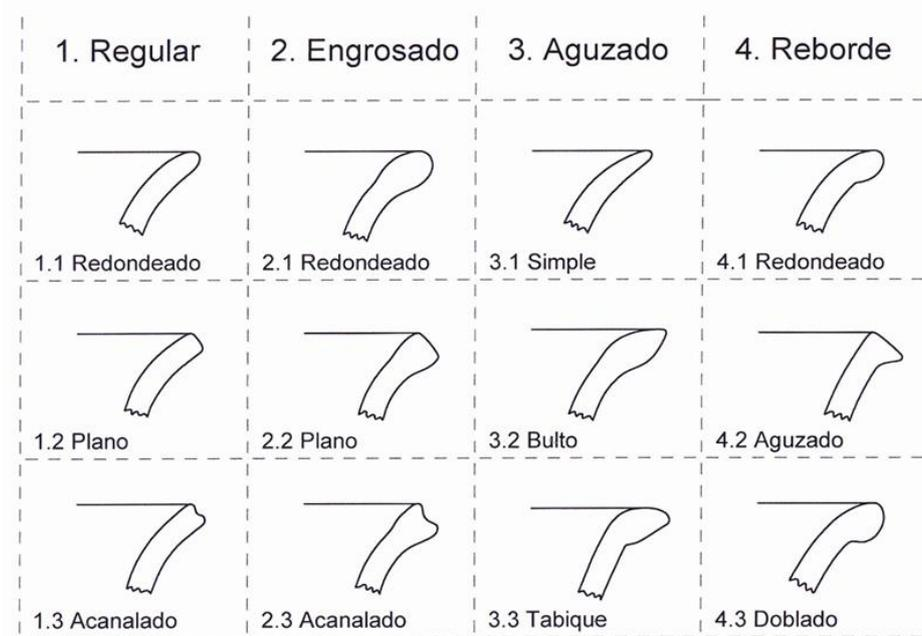 1. Regular
2. Engrosado
3. Aguzado
4. Reborde
1.1 Redondeado
2.1 Redondeado
3.1 Simple
4.1 Redondeado
1.2 Plano
2.2 Plano
3.2 Bulto
4.2 Aguzado
1.3 Acanalado
2.3 Acanalado
3.3 Tabique
4.3 Doblado